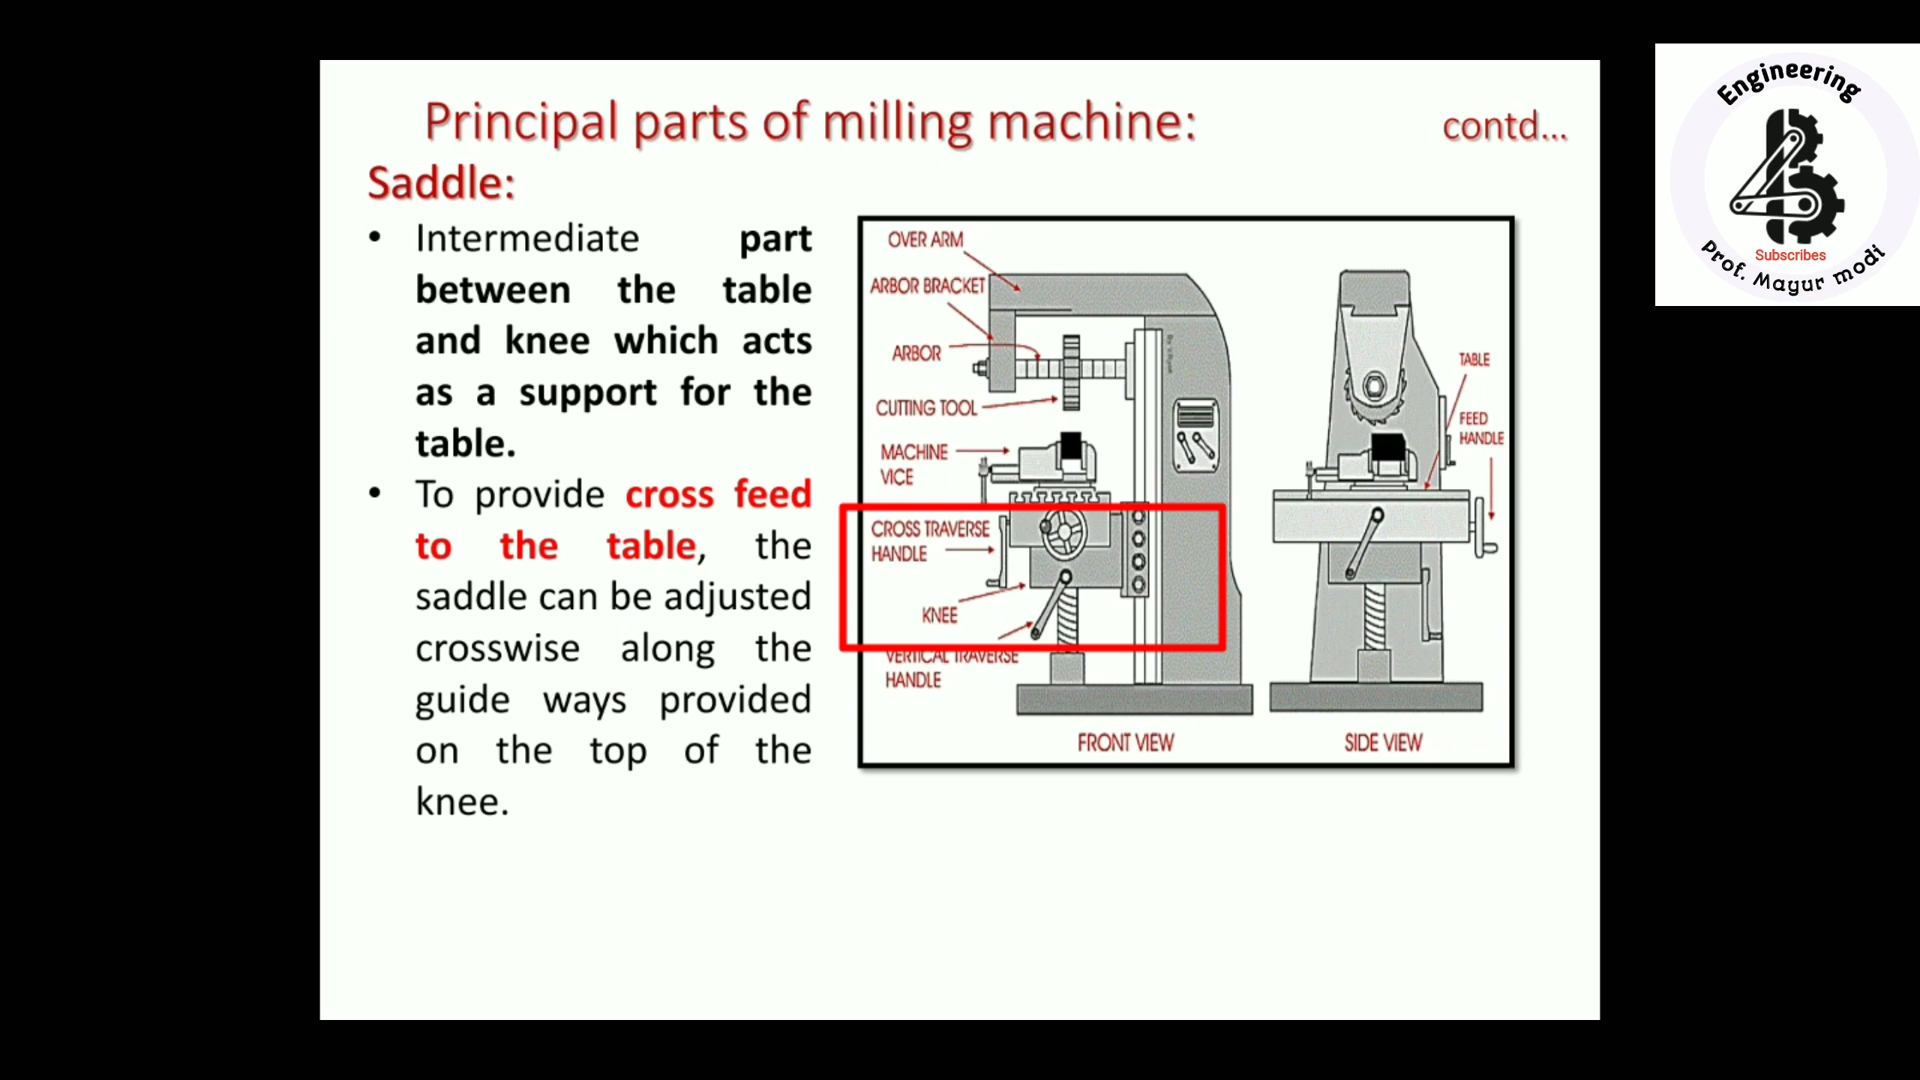 Principal parts of milling machine:
contd...
Saddle:
• Intermediate part
between the table
and knee which acts
as a support for the
table.
• To provide cross feed
to the table, the
saddle can be adjusted
crosswise along the
guide ways provided
on the top of the
knee.
OVER ARM
ARBOR BRACKET
ARBOR
CUTTING TOOL
MACHINE
VICE
CROSS TRAVERSE
HANDLE
KNEE
VERTICAL TRAVERSE
HANDLE
FRONT VIEW
TABLE
FEED
HANDLE
SIDE VIEW
Engineering
Subscribes
Prof. Mayur modi